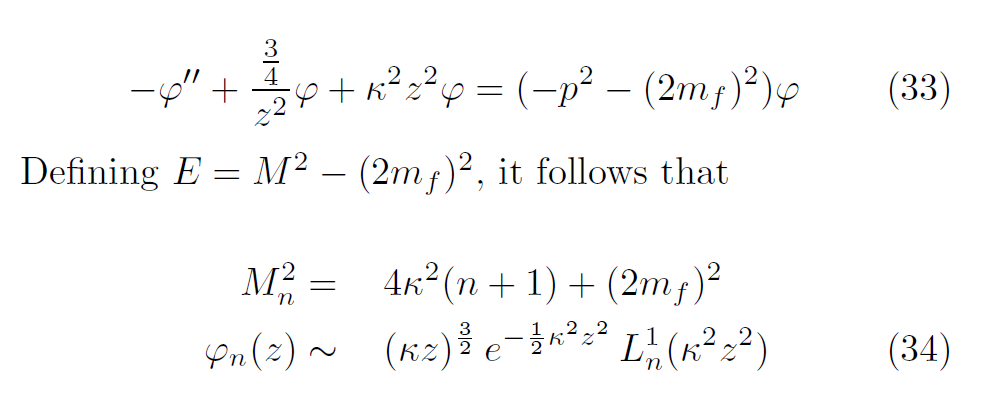 −φ″ + (3/4)/z² φ + κ²z²φ = (−p² − (2m_f)²)φ (33)
Defining E = M² − (2m_f)², it follows that
M_n² = 4κ²(n + 1) + (2m_f)²
φ_n(z) ∼ (κz)^{3/2} e^{−½κ²z²} L_n^1(κ²z²) (34)